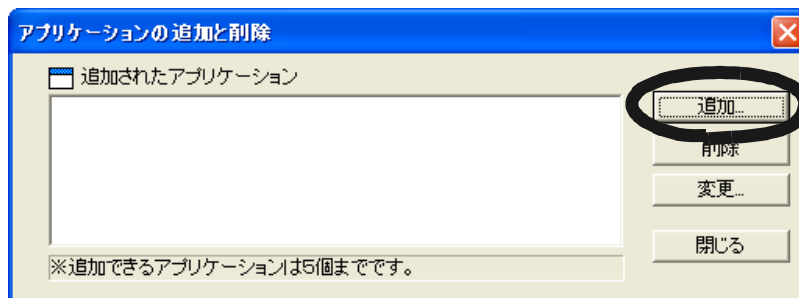 アプリケーションの追加と削除
追加されたアプリケーション
追加...
削除
変更...
閉じる
※追加できるアプリケーションは5個までです。